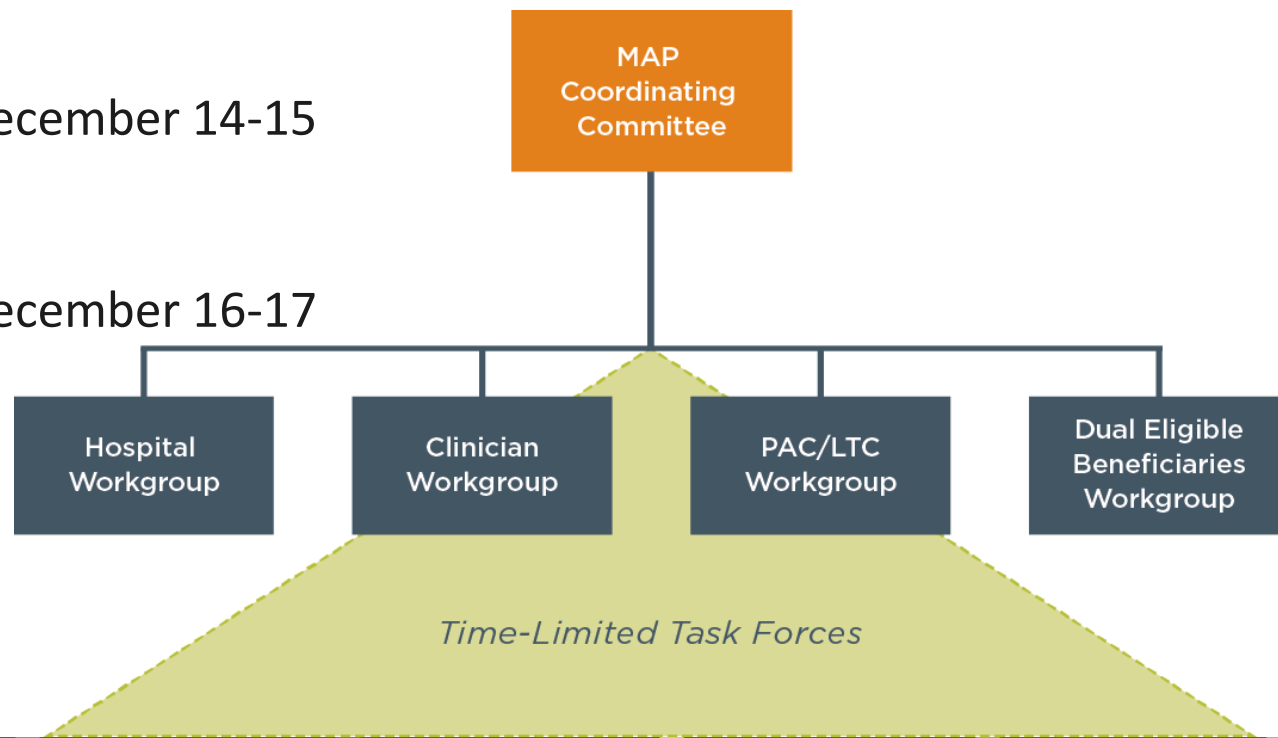 MAP
Coordinating
Committee
ecember 14-15
ecember 16-17
Hospital
Workgroup
Clinician
Workgroup
PAC/LTC
Workgroup
Dual Eligible
Beneficiaries
Workgroup
Time-Limited Task Forces